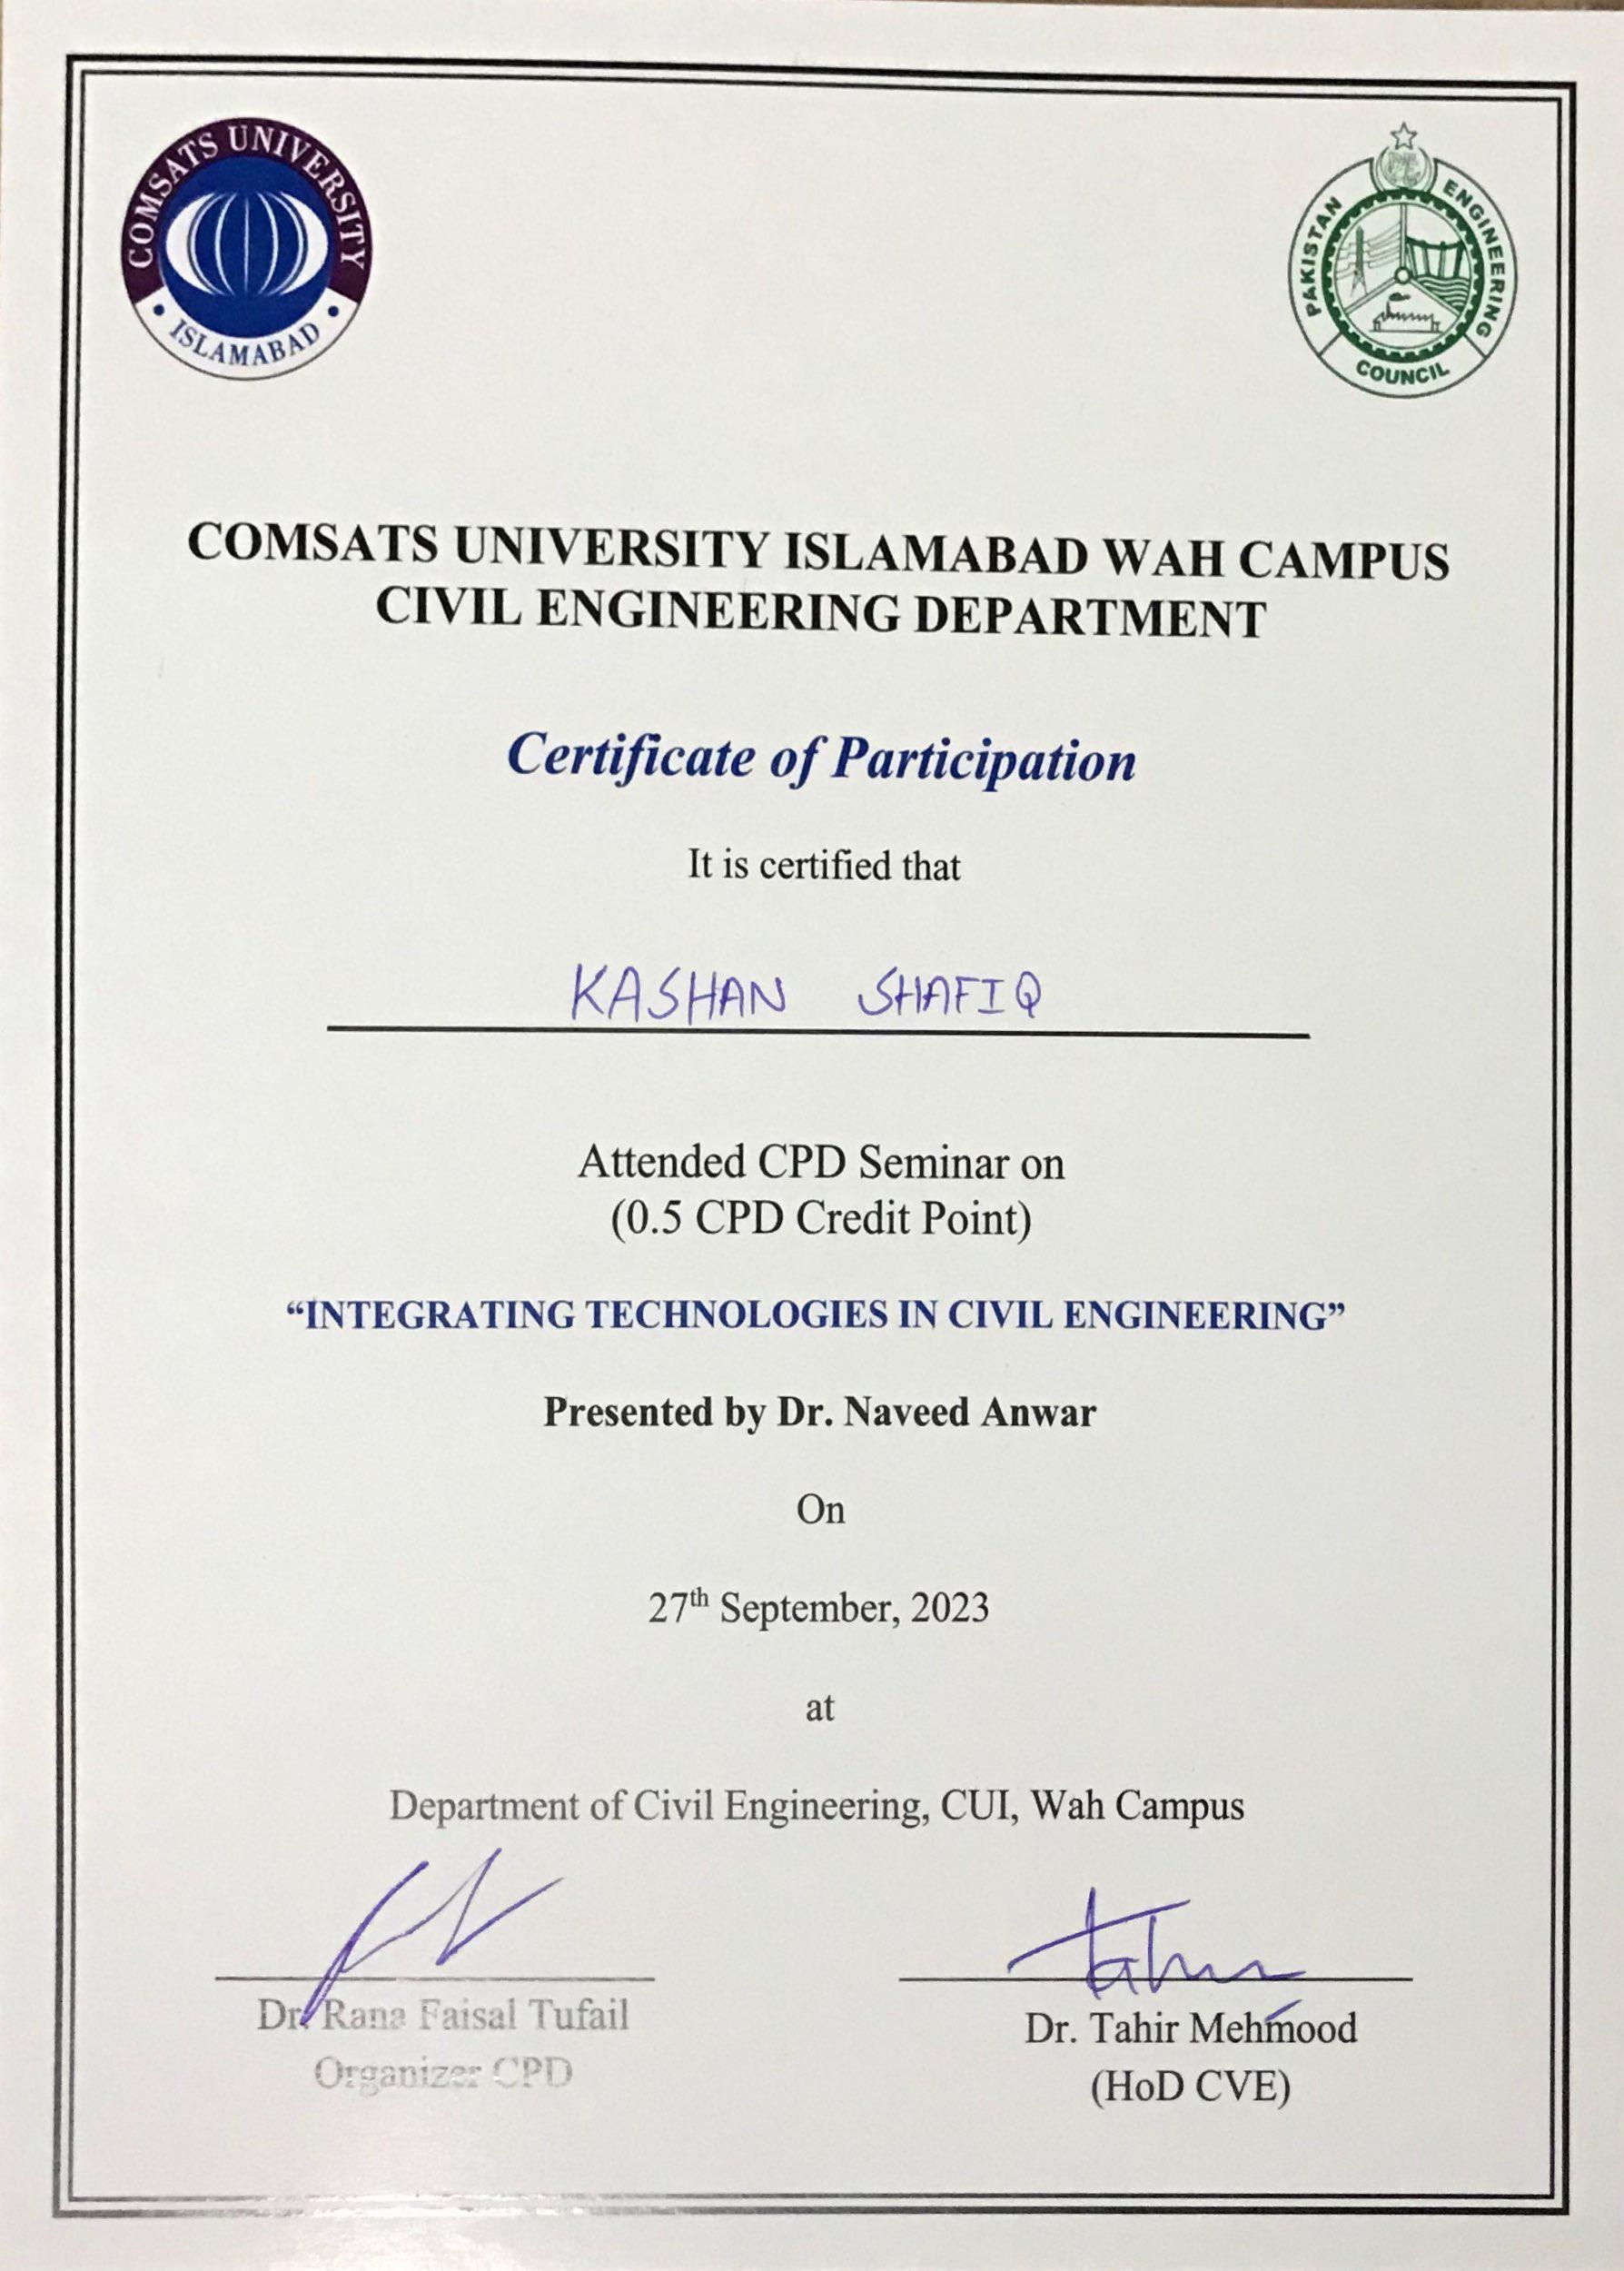 COMSATS UNIVERSITY
ISLAMABAD
PAKISTAN ENGINEERING
COUNCIL
COMSATS UNIVERSITY ISLAMABAD WAH CAMPUS
CIVIL ENGINEERING DEPARTMENT
Certificate of Participation
It is certified that
KASHAN SHAFIQ
Attended CPD Seminar on
(0.5 CPD Credit Point)
“INTEGRATING TECHNOLOGIES IN CIVIL ENGINEERING”
Presented by Dr. Naveed Anwar
On
27th September, 2023
at
Department of Civil Engineering, CUI, Wah Campus
Dr. Rana Faisal Tufail
Organizer CPD
Tahir
Dr. Tahir Mehmood
(HoD CVE)